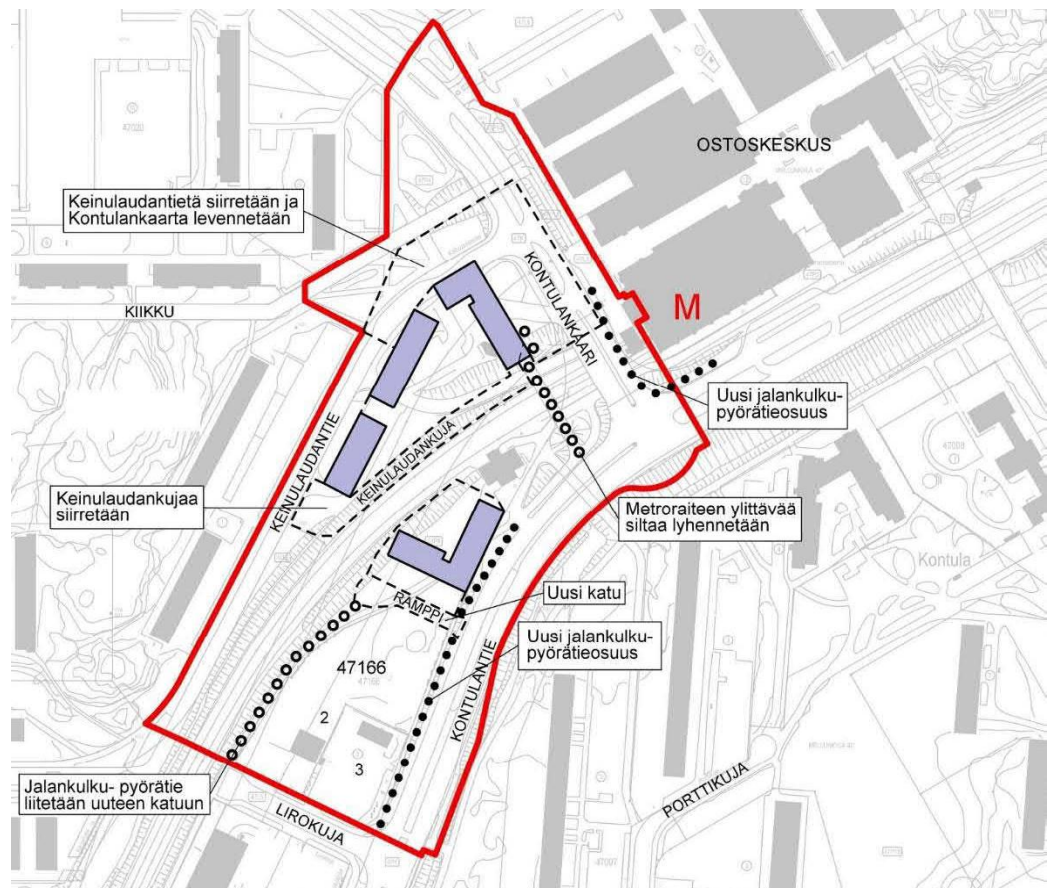 OSTOSKESKUS
Keinulaudantietä siirretään ja
Kontulankaarta levennetään
KIIKKU
KONTULANKAARI
M
Uusi jalankulku-
pyörätieosuus
KEINULAUDANTIE
KEINULAUDANKUJA
Keinulaudankujaa
siirretään
Metroraiteen ylittävää
siltaa lyhennetään
Kontula
RAMPPI
Uusi katu
Uusi jalankulku-
pyörätieosuus
47166
KONTULANTIE
2
3
Jalankulku- pyörätie
liitetään uuteen katuun
LIROKUJA
PORTTIKUJA